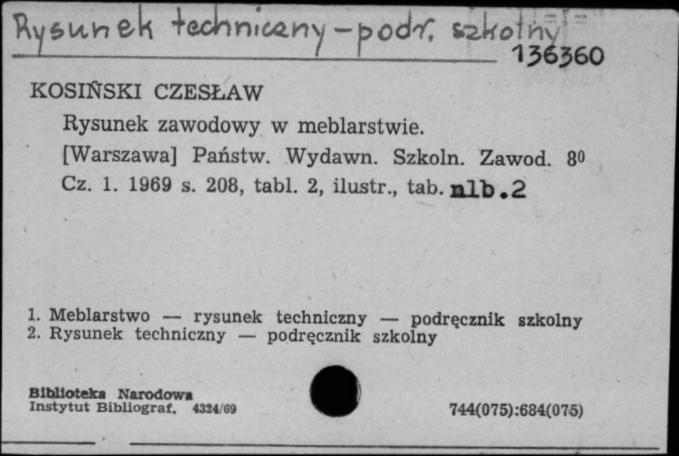 Rysunek techniczny – podr. szkolny
136360
KOSIŃSKI CZESŁAW
Rysunek zawodowy w meblarstwie.
[Warszawa] Państw. Wydawn. Szkoln. Zawod. 8⁰
Cz. 1. 1969 s. 208, tabl. 2, ilustr., tab. nlb.2
1. Meblarstwo — rysunek techniczny — podręcznik szkolny
2. Rysunek techniczny — podręcznik szkolny
Biblioteka Narodowa
Instytut Bibliograf. 4324/69
744(075):684(075)